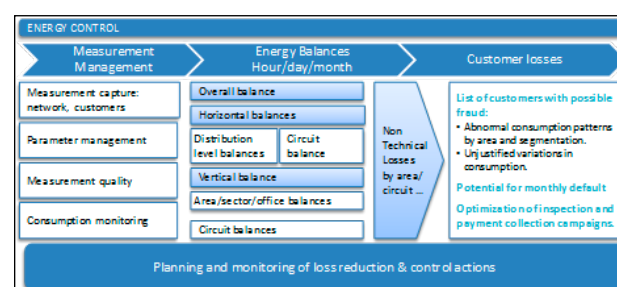 ENERGY CONTROL
Measurement
Management
Energy Balances
Hour/day/month
Customer losses
Measurement capture:
network, customers
Parameter management
Measurement quality
Consumption monitoring
Overall balance
Horizontal balances
Distribution
level balances
Circuit
balance
Vertical balance
Area/sector/office balances
Circuit balances
Non
Technical
Losses
by area/
circuit ...
List of customers with possible
fraud:
• Abnormal consumption patterns
by area and segmentation.
• Unjustified variations in
consumption.
Potential for monthly default
Optimization of inspection and
payment collection campaigns.
Planning and monitoring of loss reduction & control actions